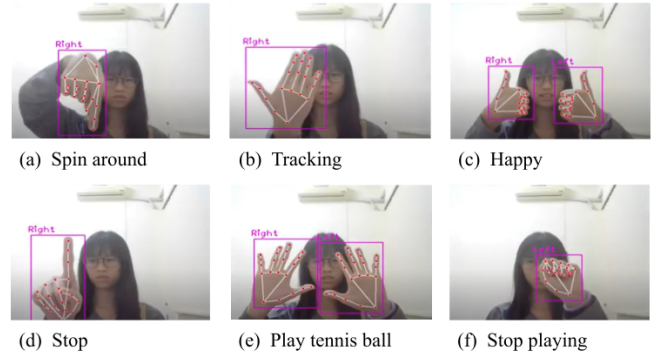 Right
Right
Right
Left
(a) Spin around
(b) Tracking
(c) Happy
Right
Right
Left
Left
(d) Stop
(e) Play tennis ball
(f) Stop playing